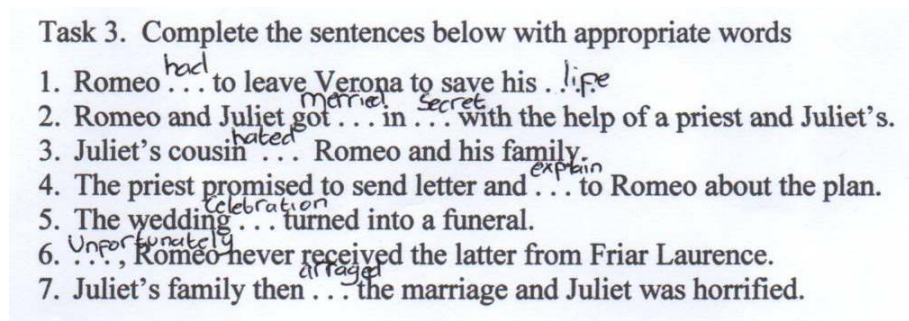 Task 3. Complete the sentences below with appropriate words
1. Romeo had ... to leave Verona to save his ... life
2. Romeo and Juliet got married ... in secret ... with the help of a priest and Juliet's.
3. Juliet's cousin hated ... Romeo and his family.
4. The priest promised to send letter and explain ... to Romeo about the plan.
5. The wedding celebration ... turned into a funeral.
6. Unfortunately ..., Romeo never received the latter from Friar Laurence.
7. Juliet's family then arraged ... the marriage and Juliet was horrified.